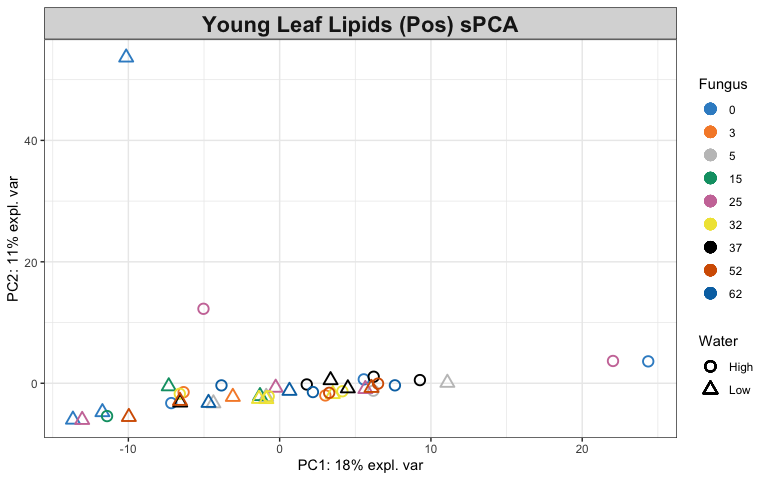 Young Leaf Lipids (Pos) sPCA
PC2: 11% expl. var
40
20
0
-10
0
10
20
PC1: 18% expl. var
Fungus
0
3
5
15
25
32
37
52
62
Water
High
Low